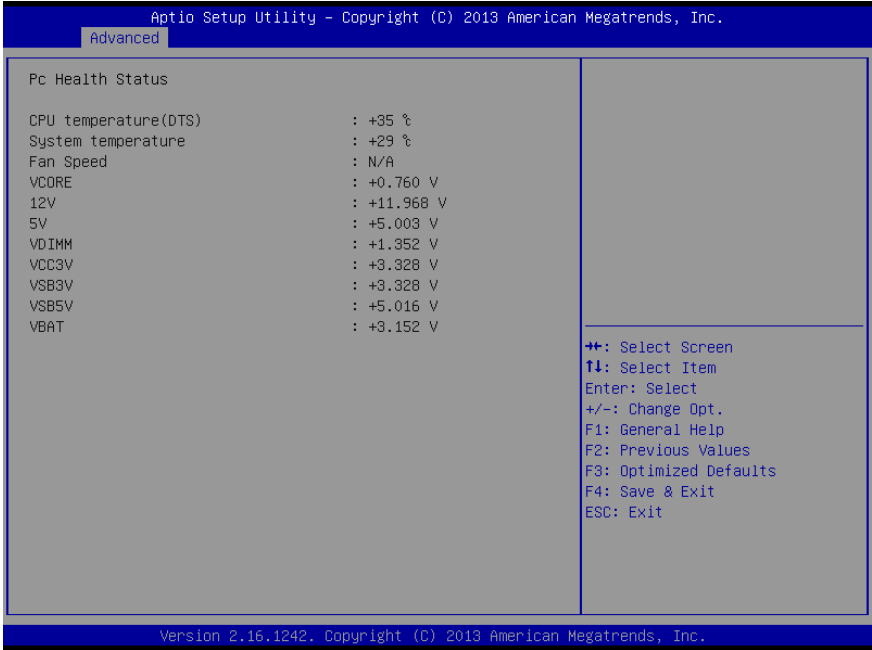 Aptio Setup Utility – Copyright (C) 2013 American Megatrends, Inc.
Advanced
Pc Health Status
CPU temperature(DTS) : +35 ℃
System temperature : +29 ℃
Fan Speed : N/A
VCORE : +0.760 V
12V : +11.968 V
5V : +5.003 V
VDIMM : +1.352 V
VCC3V : +3.328 V
VSB3V : +3.328 V
VSB5V : +5.016 V
VBAT : +3.152 V
→←: Select Screen
↑↓: Select Item
Enter: Select
+/-: Change Opt.
F1: General Help
F2: Previous Values
F3: Optimized Defaults
F4: Save & Exit
ESC: Exit
Version 2.16.1242. Copyright (C) 2013 American Megatrends, Inc.